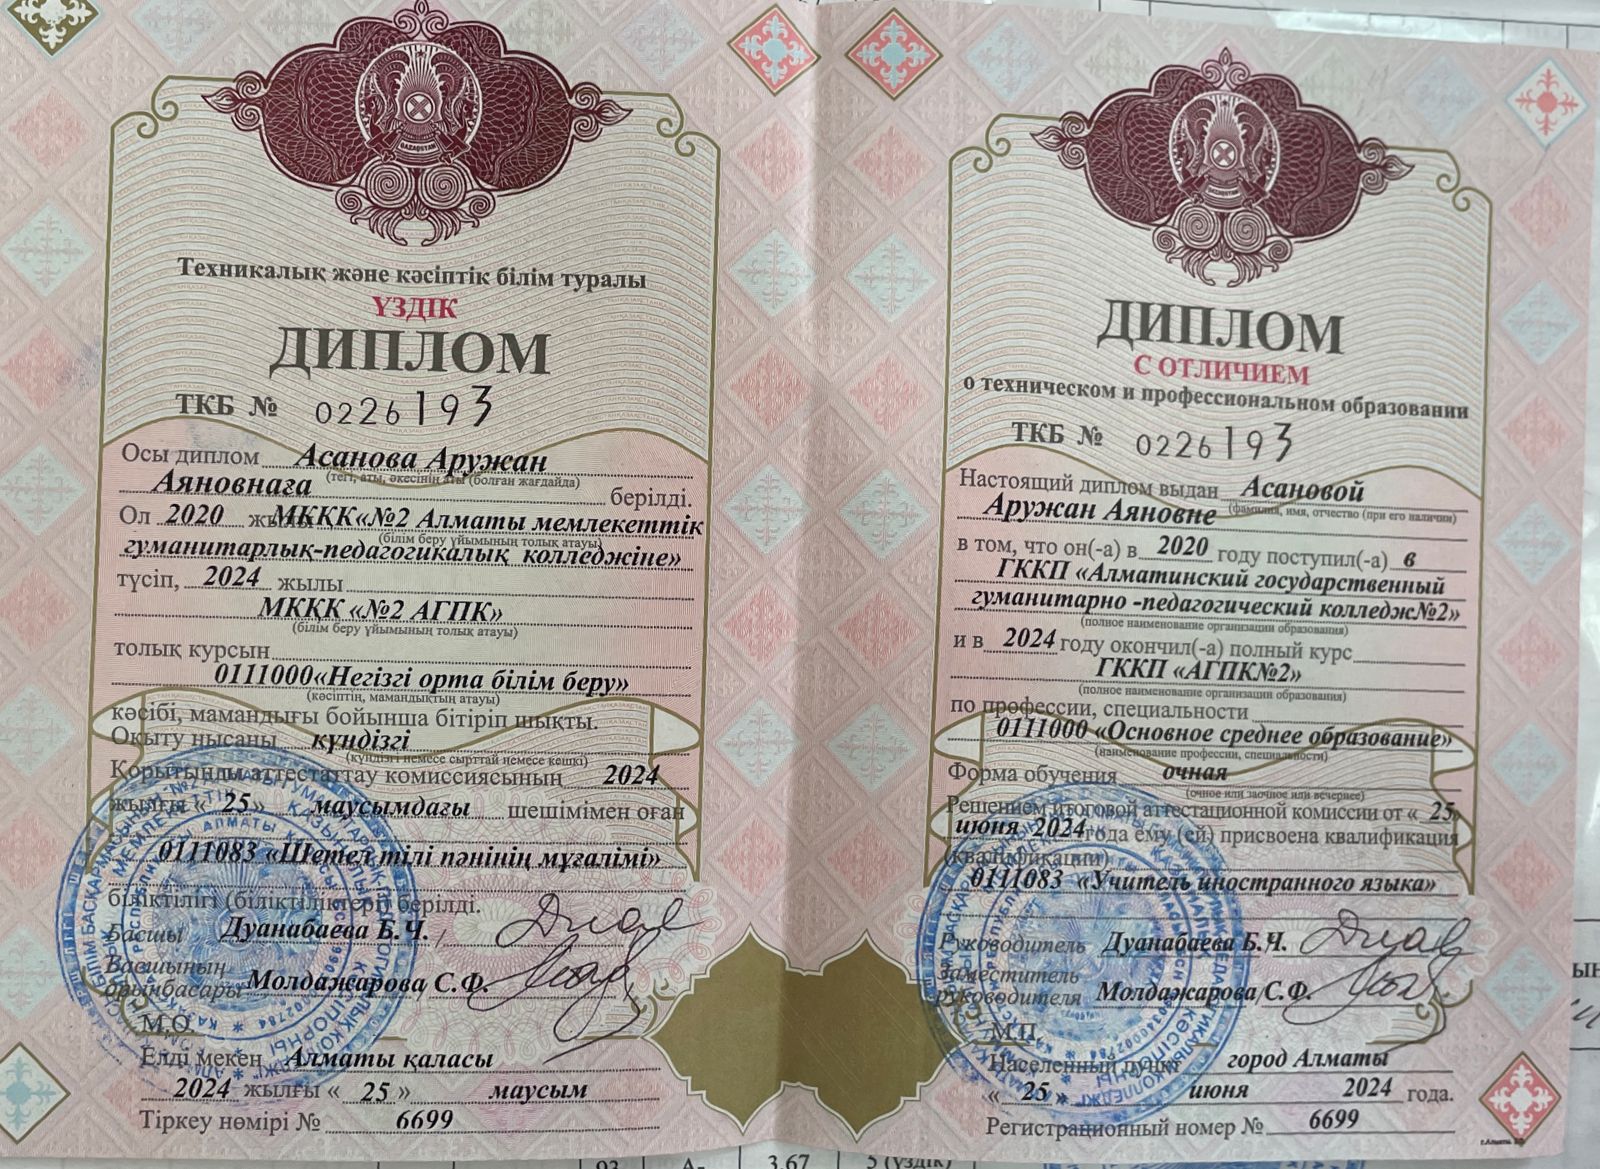 QAZAQSTAN
Техникалық және кәсіптік білім туралы
ҮЗДІК
ДИПЛОМ
ТКБ № 0226193
Осы диплом Асанова Аружан
(тегі, аты, әкесінің аты (болған жағдайда)
Аяновнаға берілді.
Ол 2020 жылы МКҚК«№2 Алматы мемлекеттік
(білім беру ұйымының толық атауы)
гуманитарлық-педагогикалық колледжіне»
түсіп, 2024 жылы
МКҚК «№2 АГПК»
(білім беру ұйымының толық атауы)
толық курсын
0111000«Негізгі орта білім беру»
(кәсіптің, мамандықтың атауы)
кәсібі, мамандығы бойынша бітіріп шықты.
Оқыту нысаны күндізгі
(күндізгі немесе сырттай немесе кешкі)
Қорытынды аттестаттау комиссиясының 2024
жылғы « 25» маусымдағы шешімімен оған
0111083 «Шетел тілі пәнінің мұғалімі»
біліктілігі (біліктіліктері) берілді.
Басшы Дуанабаева Б.Ч.
Басшының
орынбасары Молдажарова С.Ф.
М.О.
Елді мекен Алматы қаласы
2024 жылғы « 25 » маусым
Тіркеу нөмірі № 6699
ДИПЛОМ
С ОТЛИЧИЕМ
о техническом и профессиональном образовании
ТКБ № 0226193
Настоящий диплом выдан Асановой
(фамилия, имя, отчество (при его наличии)
Аружан Аяновне
в том, что он(-а) в 2020 году поступил(-а) в
ГККП «Алматинский государственный
гуманитарно -педагогический колледж№2»
(полное наименование организации образования)
и в 2024 году окончил(-а) полный курс
ГККП «АГПК№2»
(полное наименование организации образования)
по профессии, специальности
0111000 «Основное среднее образование»
(наименование профессии, специальности)
Форма обучения очная
(очное или заочное или вечернее)
Решением итоговой аттестационной комиссии от « 25»
июня 2024 года ему (ей) присвоена квалификация
(квалификации)
0111083 «Учитель иностранного языка»
Руководитель Дуанабаева Б.Ч.
Заместитель
руководителя Молдажарова С.Ф.
М.П.
Населенный пункт город Алматы
« 25 » июня 2024 года.
Регистрационный номер № 6699
93 А- 3,67 5 (үздік)